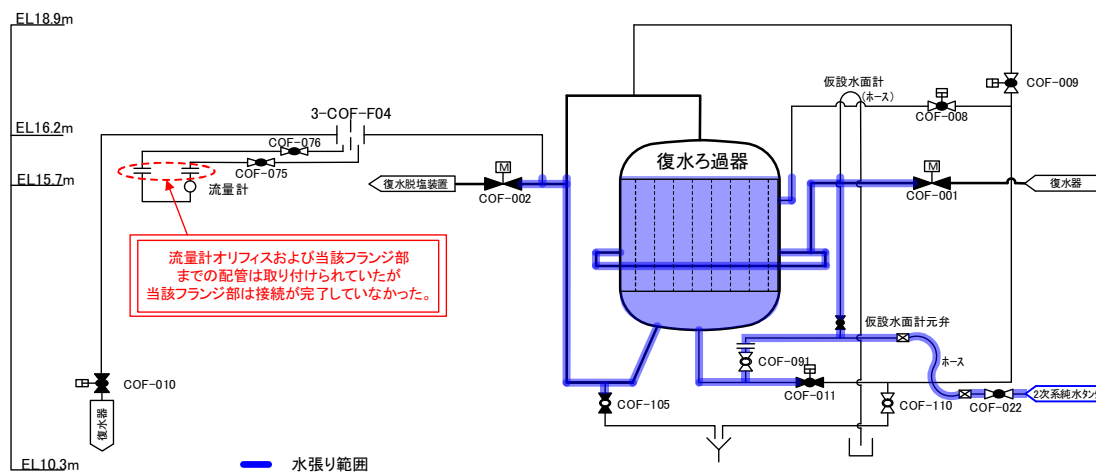 EL18.9m
EL16.2m
EL15.7m
EL10.3m
3-COF-F04
COF-076
COF-075
流量計
流量計オリフィスおよび当該フランジ部
までの配管は取り付けられていたが
当該フランジ部は接続が完了していなかった。
COF-010
復水器
復水脱塩装置
M
COF-002
復水ろ過器
仮設水面計
(ホース)
COF-009
COF-008
M
COF-001
復水器
仮設水面計元弁
ホース
COF-091
COF-011
COF-105
COF-110
COF-022
2次系純水タンク
水張り範囲